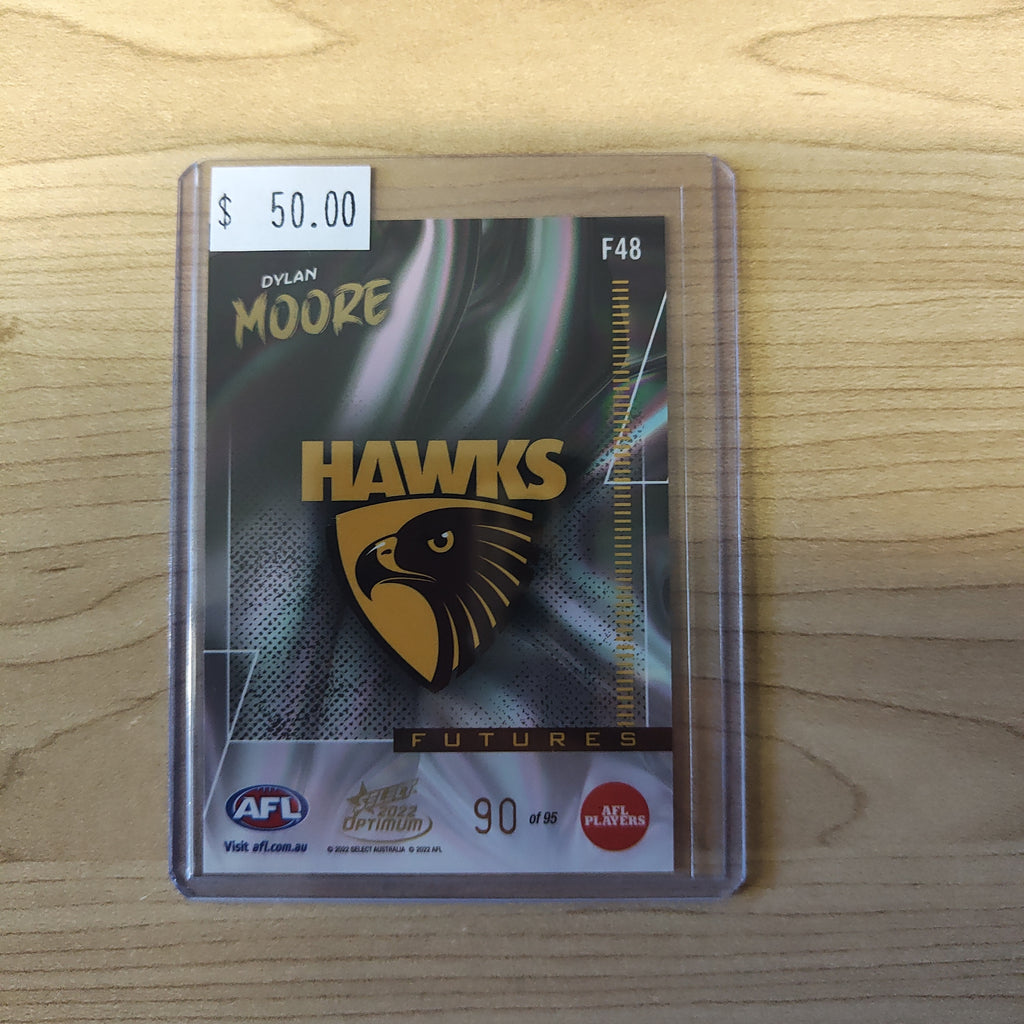 $ 50.00
F48
DYLAN
MOORE
HAWKS
FUTURES
AFL
Visit afl.com.au
SELECT
2022
OPTIMUM
© 2022 SELECT AUSTRALIA © 2022 AFL
90 of 95
AFL
PLAYERS